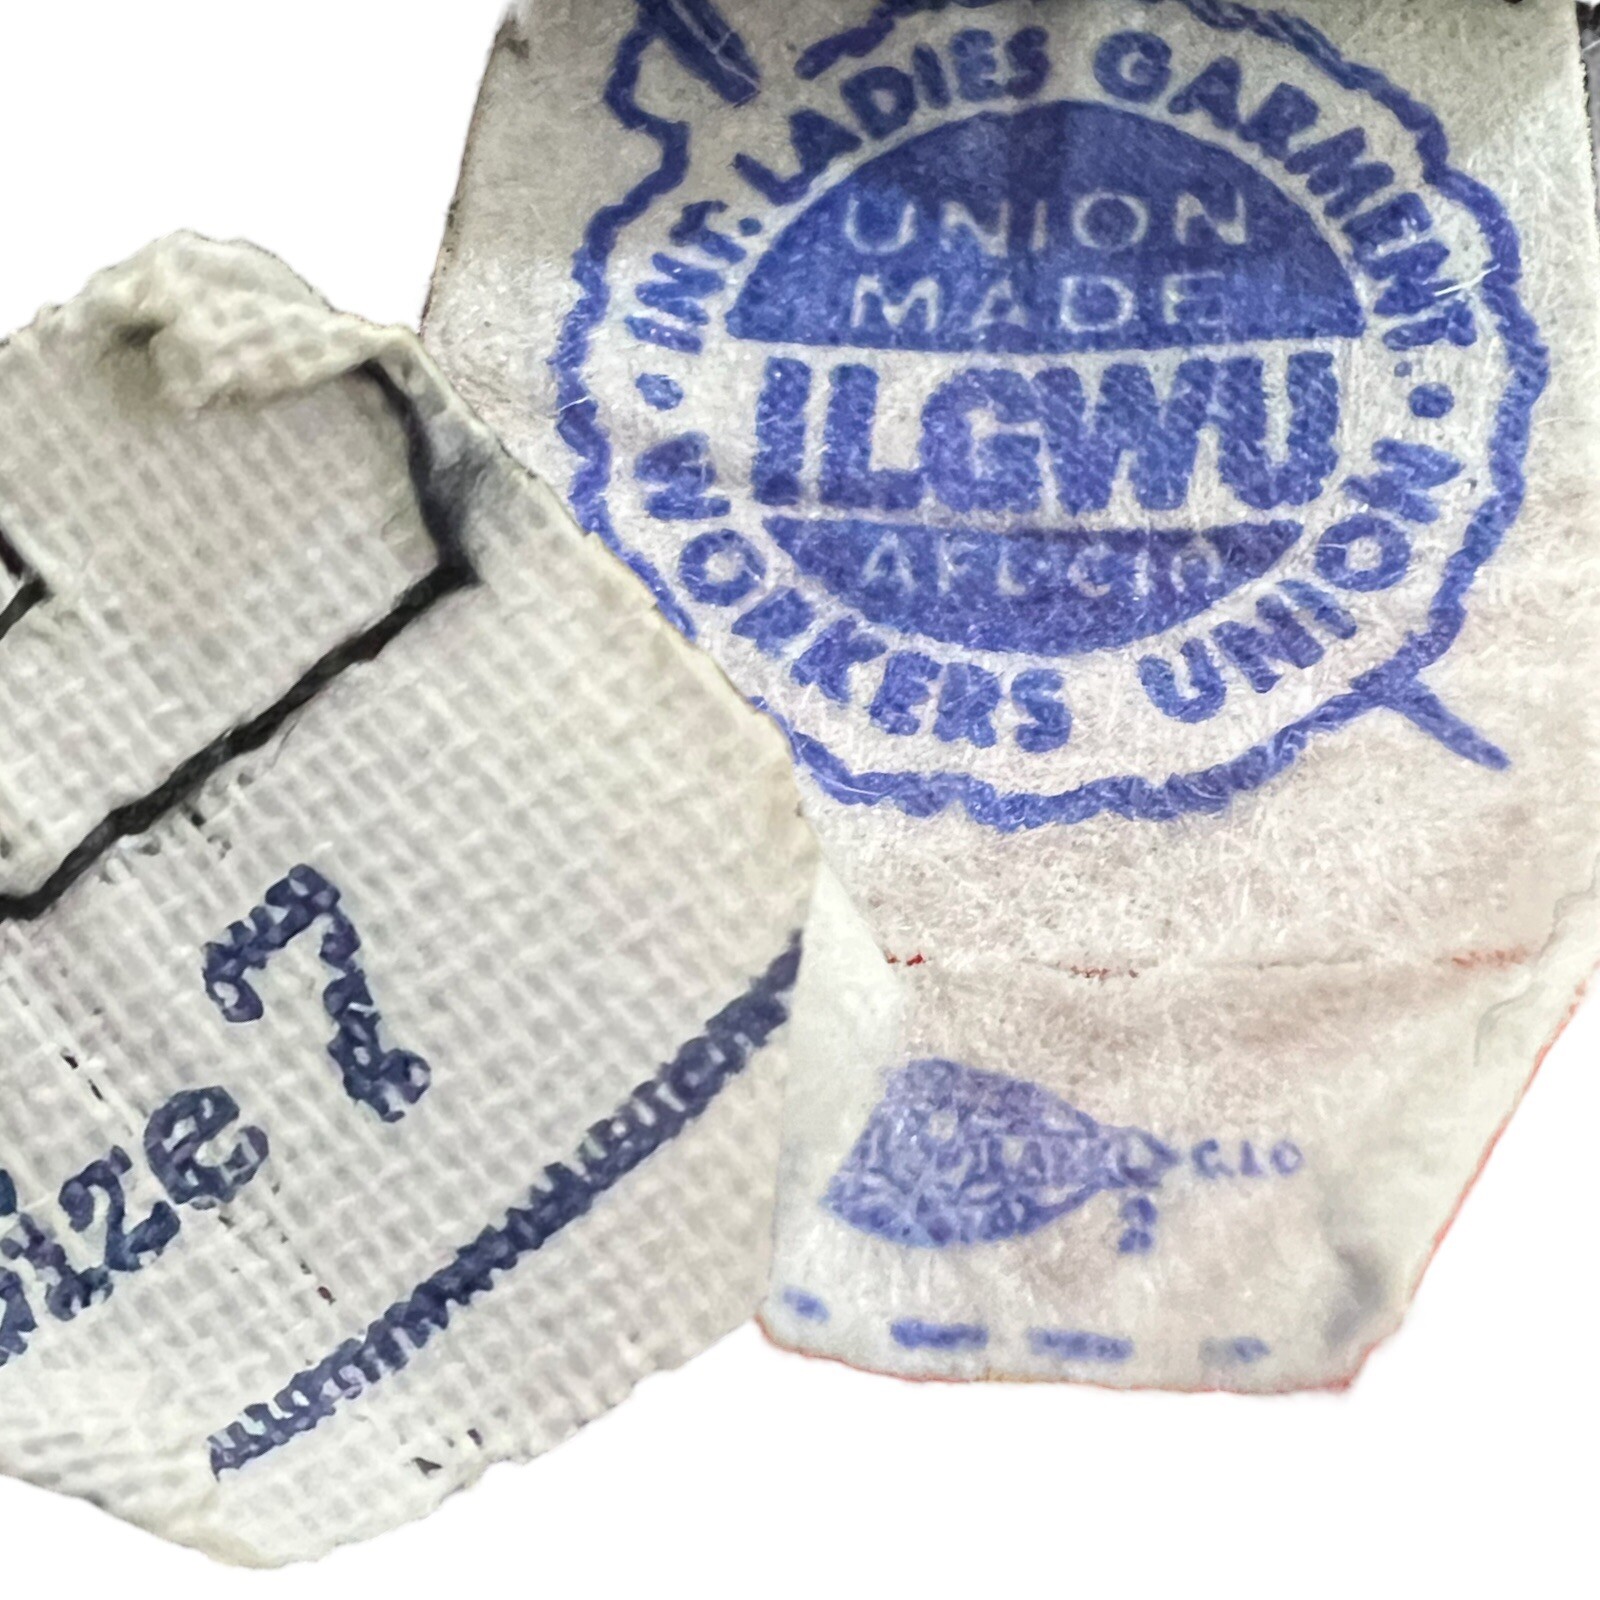 INT. LADIES GARMENT
UNION
MADE
ILGWU
AFL CIO
WORKERS UNION
Size 7